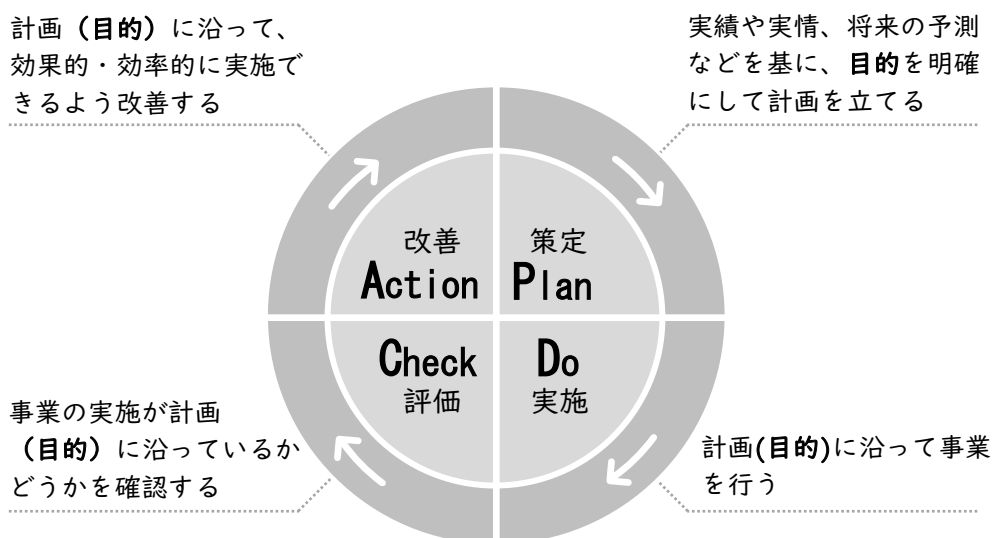 計画（目的）に沿って、
効果的・効率的に実施で
きるよう改善する
実績や実情、将来の予測
などを基に、目的を明確
にして計画を立てる
改善
Action
策定
Plan
Check
評価
Do
実施
事業の実施が計画
（目的）に沿っているか
どうかを確認する
計画(目的)に沿って事業
を行う